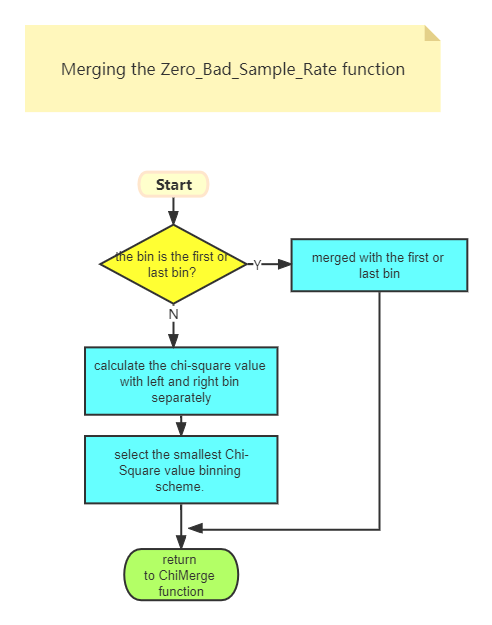 Merging the Zero_Bad_Sample_Rate function
Start
the bin is the first or
last bin?
Y
merged with the first or
last bin
N
calculate the chi-square value
with left and right bin
separately
select the smallest Chi-
Square value binning
scheme.
return
to ChiMerge
function